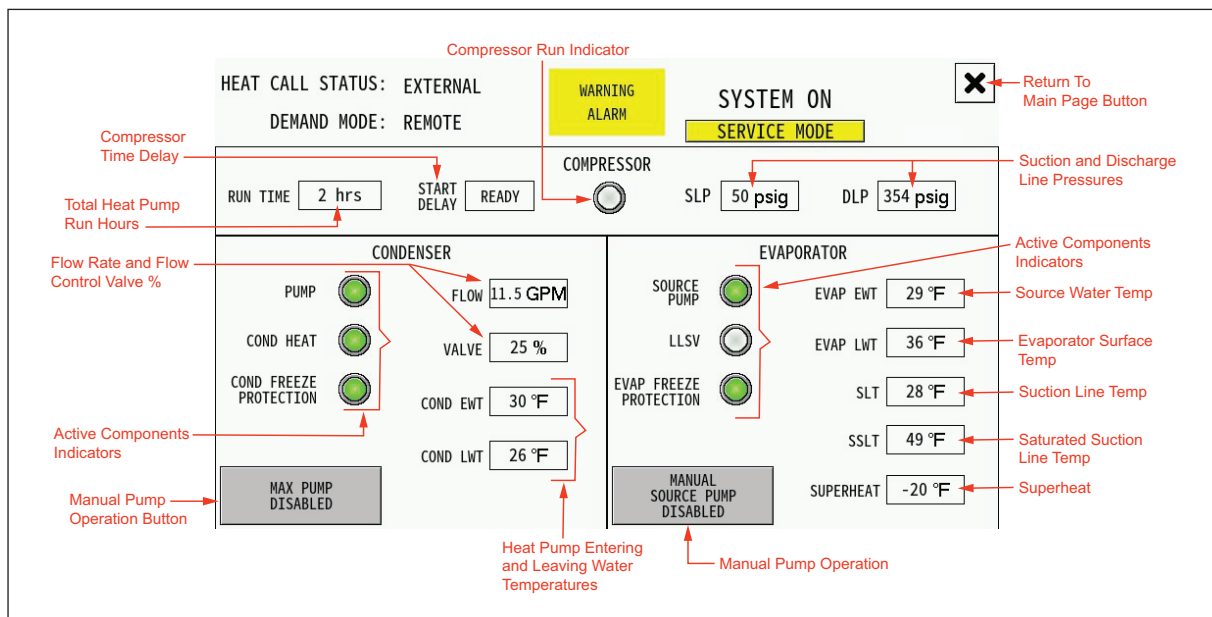 Compressor Run Indicator
HEAT CALL STATUS: EXTERNAL
DEMAND MODE: REMOTE
WARNING
ALARM
SYSTEM ON
SERVICE MODE
Return To
Main Page Button
Compressor
Time Delay
COMPRESSOR
Suction and Discharge
Line Pressures
RUN TIME 2 hrs
START
DELAY READY
SLP 50 psig
DLP 354 psig
Total Heat Pump
Run Hours
CONDENSER
Flow Rate and Flow
Control Valve %
PUMP
FLOW 11.5 GPM
COND HEAT
VALVE 25 %
COND FREEZE
PROTECTION
COND EWT 30 °F
COND LWT 26 °F
Active Components
Indicators
MAX PUMP
DISABLED
Manual Pump
Operation Button
Heat Pump Entering
and Leaving Water
Temperatures
EVAPORATOR
Active Components
Indicators
SOURCE
PUMP
EVAP EWT 29 °F
Source Water Temp
LLSV
EVAP LWT 36 °F
Evaporator Surface
Temp
EVAP FREEZE
PROTECTION
SLT 28 °F
Suction Line Temp
SSLT 49 °F
Saturated Suction
Line Temp
MANUAL
SOURCE PUMP
DISABLED
SUPERHEAT -20 °F
Superheat
Manual Pump Operation